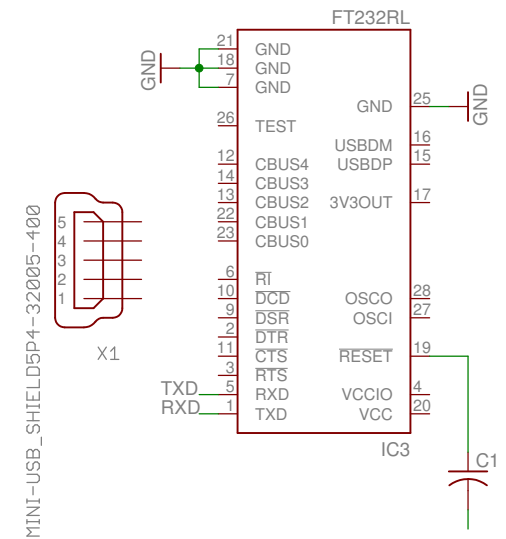 FT232RL
GND
21 GND
18 GND
7 GND
25 GND
GND
26 TEST
16 USBDM
15 USBDP
12 CBUS4
14 CBUS3
13 CBUS2
22 CBUS1
23 CBUS0
17 3V3OUT
MINI-USB_SHIELD5P4-32005-400
5
4
3
2
1
X1
6 RI
10 DCD
9 DSR
2 DTR
11 CTS
3 RTS
TXD 5 RXD
RXD 1 TXD
28 OSCO
27 OSCI
19 RESET
4 VCCIO
20 VCC
IC3
C1